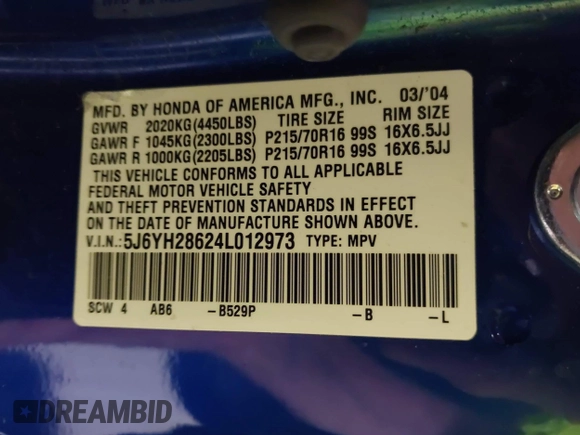 MFD. BY HONDA OF AMERICA MFG., INC. 03/'04
GVWR 2020KG(4450LBS) TIRE SIZE RIM SIZE
GAWR F 1045KG(2300LBS) P215/70R16 99S 16X6.5JJ
GAWR R 1000KG(2205LBS) P215/70R16 99S 16X6.5JJ
THIS VEHICLE CONFORMS TO ALL APPLICABLE
FEDERAL MOTOR VEHICLE SAFETY
AND THEFT PREVENTION STANDARDS IN EFFECT
ON THE DATE OF MANUFACTURE SHOWN ABOVE.
V.I.N.:5J6YH28624L012973 TYPE: MPV
SCW 4 AB6 -B529P -B -L
DREAMBID